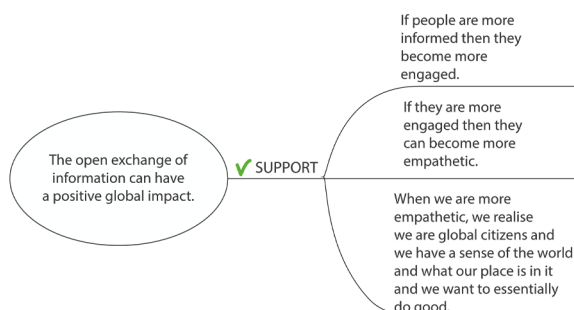 If people are more
informed then they
become more
engaged.
If they are more
engaged then they
can become more
empathetic.
The open exchange of
information can have
a positive global impact.
SUPPORT
When we are more
empathetic, we realise
we are global citizens and
we have a sense of the world
and what our place is in it
and we want to essentially
do good.